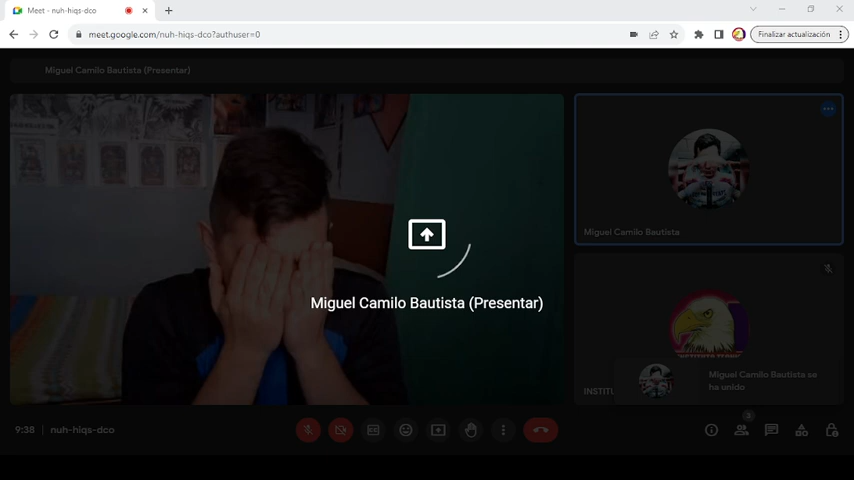 Meet - nuh-hiqs-dco
meet.google.com/nuh-hiqs-dco?authuser=0
Finalizar actualización
Miguel Camilo Bautista (Presentar)
Miguel Camilo Bautista (Presentar)
Miguel Camilo Bautista
INSTITU
Miguel Camilo Bautista se
ha unido
9:38
nuh-hiqs-dco
3